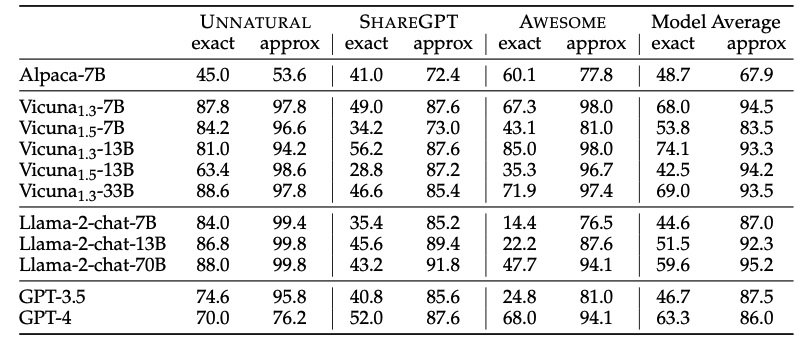 UNNATURAL SHAREGPT AWESOME Model Average
exact approx exact approx exact approx exact approx
Alpaca-7B 45.0 53.6 41.0 72.4 60.1 77.8 48.7 67.9
Vicuna1.3-7B 87.8 97.8 49.0 87.6 67.3 98.0 68.0 94.5
Vicuna1.5-7B 84.2 96.6 34.2 73.0 43.1 81.0 53.8 83.5
Vicuna1.3-13B 81.0 94.2 56.2 87.6 85.0 98.0 74.1 93.3
Vicuna1.5-13B 63.4 98.6 28.8 87.2 35.3 96.7 42.5 94.2
Vicuna1.3-33B 88.6 97.8 46.6 85.4 71.9 97.4 69.0 93.5
Llama-2-chat-7B 84.0 99.4 35.4 85.2 14.4 76.5 44.6 87.0
Llama-2-chat-13B 86.8 99.8 45.6 89.4 22.2 87.6 51.5 92.3
Llama-2-chat-70B 88.0 99.8 43.2 91.8 47.7 94.1 59.6 95.2
GPT-3.5 74.6 95.8 40.8 85.6 24.8 81.0 46.7 87.5
GPT-4 70.0 76.2 52.0 87.6 68.0 94.1 63.3 86.0